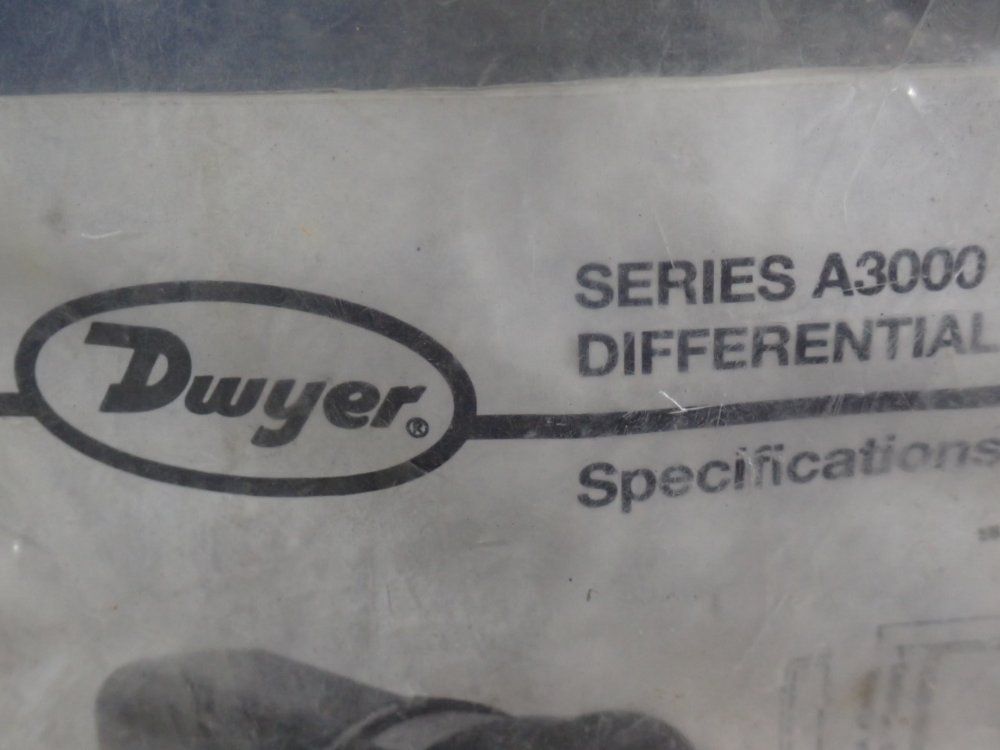 Dwyer®
SERIES A3000
DIFFERENTIAL
Specifications